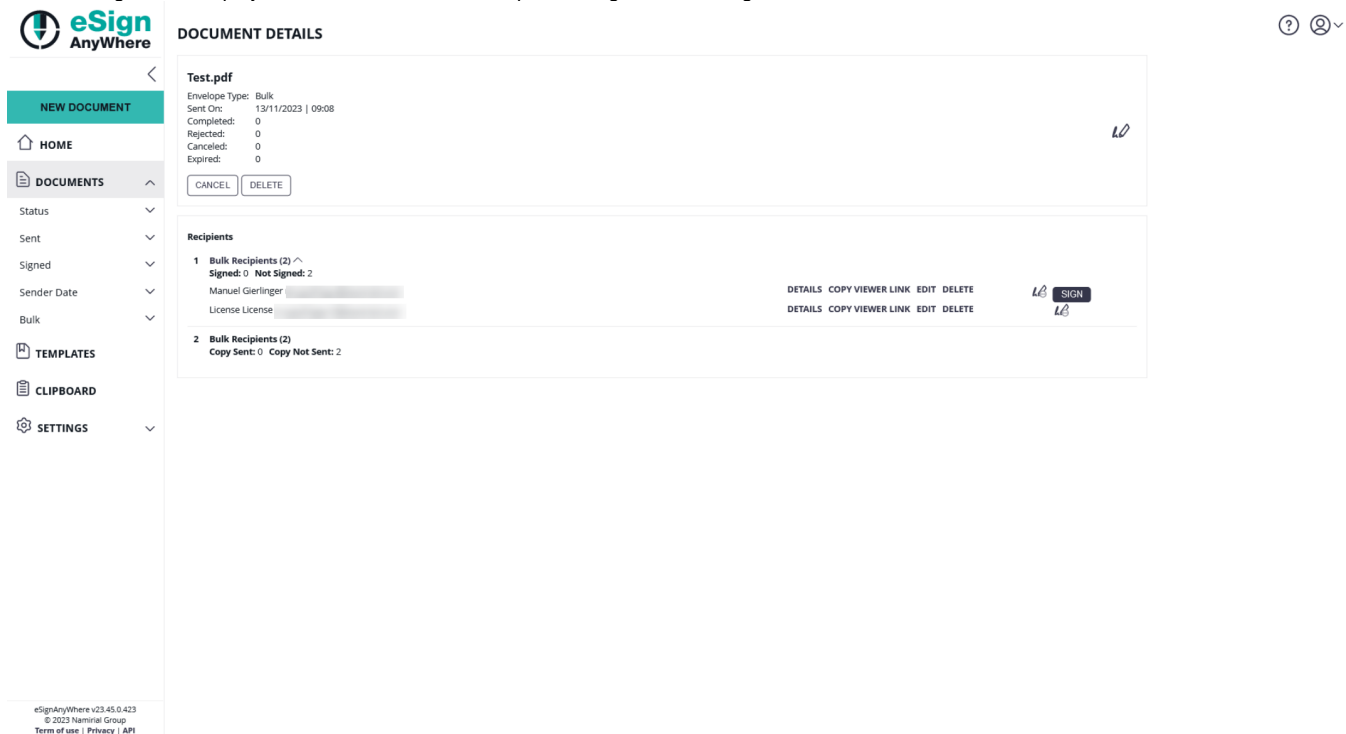 eSign
AnyWhere
DOCUMENT DETAILS
NEW DOCUMENT
HOME
DOCUMENTS
Status
Sent
Signed
Sender Date
Bulk
TEMPLATES
CLIPBOARD
SETTINGS
eSignAnyWhere v23.45.0.423
© 2023 Namirial Group
Term of use | Privacy | API
Test.pdf
Envelope Type: Bulk
Sent On: 13/11/2023 | 09:08
Completed: 0
Rejected: 0
Canceled: 0
Expired: 0
CANCEL DELETE
Recipients
1 Bulk Recipients (2)
Signed: 0 Not Signed: 2
Manuel Gierlinger DETAILS COPY VIEWER LINK EDIT DELETE SIGN
License License DETAILS COPY VIEWER LINK EDIT DELETE
2 Bulk Recipients (2)
Copy Sent: 0 Copy Not Sent: 2